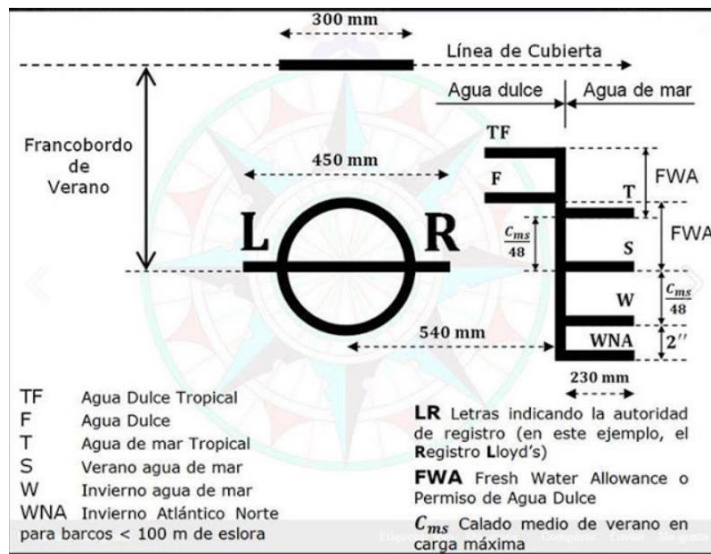 300 mm
Línea de Cubierta
Agua dulce
Agua de mar
Francobordo
de
Verano
TF
FWA
450 mm
F
T
L R
C_ms/48
FWA
S
W
C_ms/48
540 mm
WNA
2′′
230 mm
TF Agua Dulce Tropical
F Agua Dulce
T Agua de mar Tropical
S Verano agua de mar
W Invierno agua de mar
WNA Invierno Atlántico Norte
para barcos < 100 m de eslora
LR Letras indicando la autoridad
de registro (en este ejemplo, el
Registro Lloyd's)
FWA Fresh Water Allowance o
Permiso de Agua Dulce
C_ms Calado medio de verano en
carga máxima